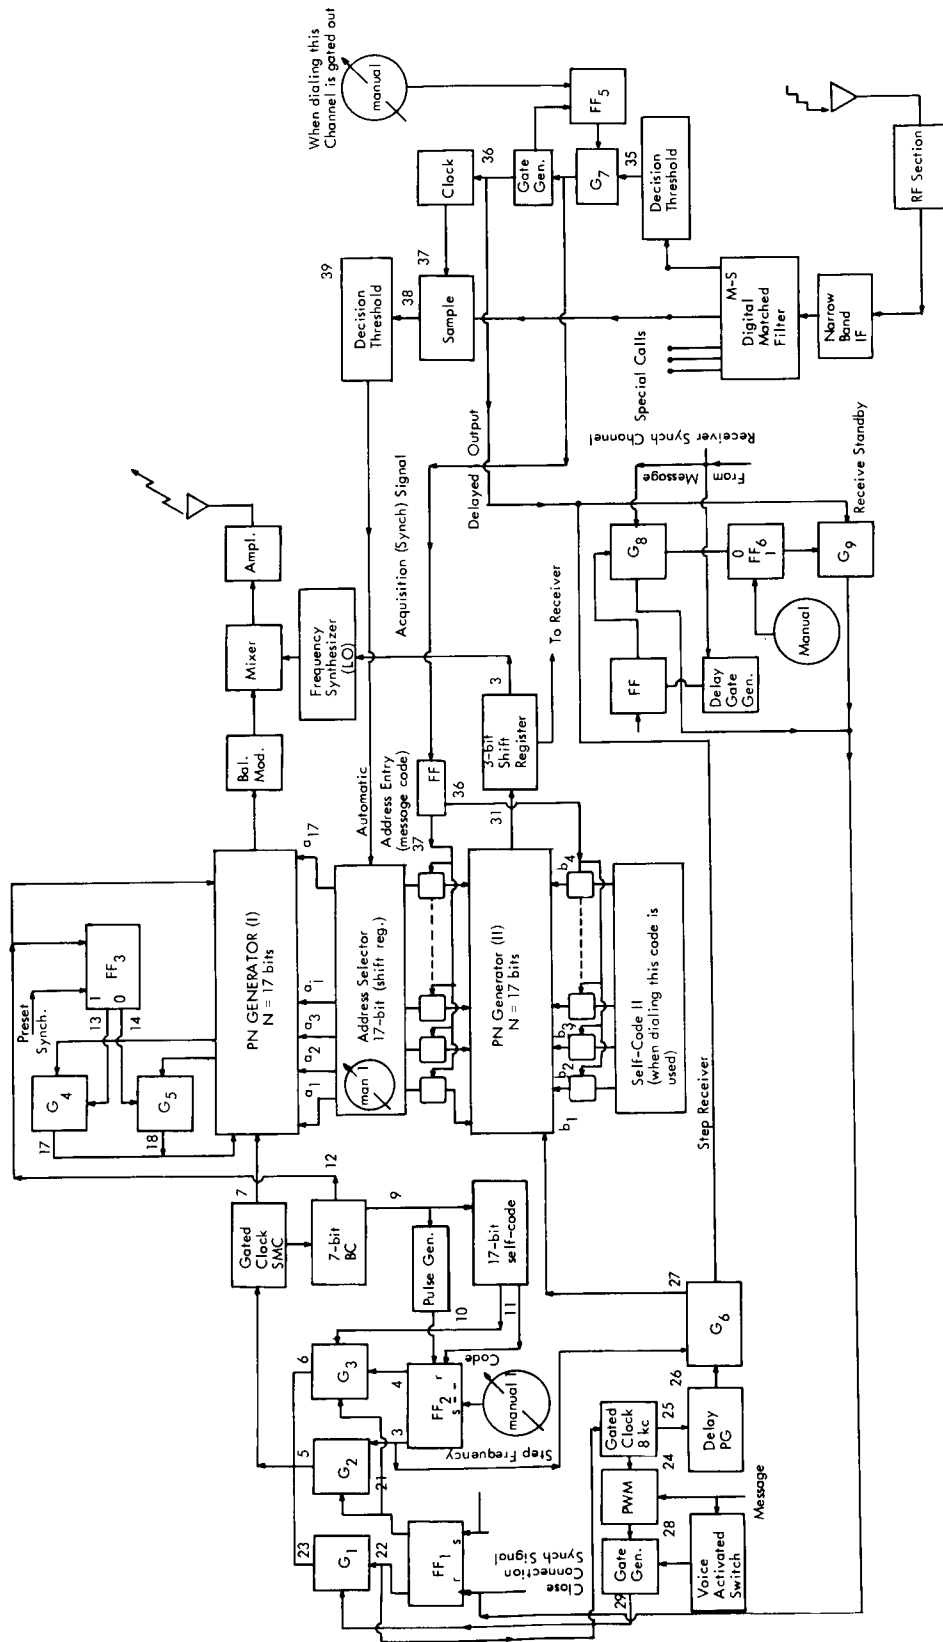 When dialing this
Channel is gated out
manual
FF5
Clock
36
Gate
Gen.
G7
35
Decision
Threshold
RF Section
37
39
Decision
Threshold
38
Sample
M-S
Digital
Matched
Filter
Narrow
Band
IF
Special Calls
Acquisition (Synch) Signal
Delayed Output
Receiver Synch Channel
From Message
Receive Standby
Ampl.
Mixer
Frequency
Synthesizer
(LO)
3
3-bit
Shift
Register
To Receiver
G8
0
FF6
1
G9
FF
Delay
Gate
Gen.
Manual
Bal.
Mod.
Automatic
Address Entry
(message code)
37
FF
36
31
Preset
Synch.
1
FF3
0
13
14
G4
G5
17
18
PN GENERATOR (I)
N = 17 bits
a1
a2
a3
ai
a17
man I
Address Selector
17-bit (shift reg.)
PN Generator (II)
N = 17 bits
b1
b2
b3
b4
Self-Code II
(when dialing this code is
used)
Step Receiver
7
12
Gated
Clock
SMC
7-bit
BC
9
Pulse Gen.
17-bit
self-code
10
11
Code
27
G6
26
6
G3
4
5
G2
3
FF2
s
r
manual I
Step Frequency
21
23
G1
22
FF1
r
s
Close
Connection
Synch Signal
Gated
Clock
8 kc
25
24
Delay
PG
PWM
28
Message
Gate
Gen.
29
Voice
Activated
Switch